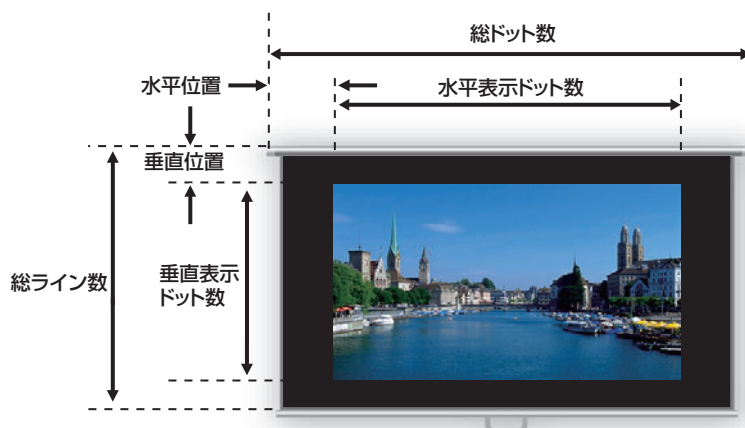 総ドット数
水平位置
水平表示ドット数
垂直位置
総ライン数
垂直表示
ドット数